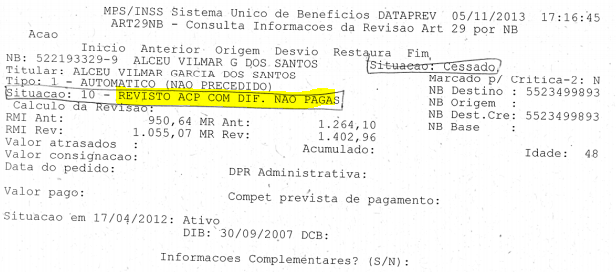 MPS/INSS Sistema Unico de Beneficios DATAPREV 05/11/2013 17:16:45
ART29NB - Consulta Informacoes da Revisao Art 29 por NB
Acao
Inicio Anterior Origem Desvio Restaura Fim
NB: 522193329-9 ALCEU VILMAR G DOS SANTOS Situacao: Cessado
Titular: ALCEU VILMAR GARCIA DOS SANTOS Marcado p/ Critica-2: N
Tipo: 1 - AUTOMATICO (NAO PRECEDIDO) NB Destino : 5523499893
Situacao: 10 - REVISTO ACP COM DIF. NAO PAGAS NB Origem :
Calculo da Revisao: NB Dest.Cre: 5523499893
RMI Ant: 950,64 MR Ant: 1.264,10 NB Base :
RMI Rev: 1.055,07 MR Rev: 1.402,96
Valor atrasados : Acumulado: Idade: 48
Valor consignacao:
Data do pedido: DPR Administrativa:
Valor pago: Compet prevista de pagamento:
Situacao em 17/04/2012: Ativo
DIB: 30/09/2007 DCB:
Informacoes Complementares? (S/N):